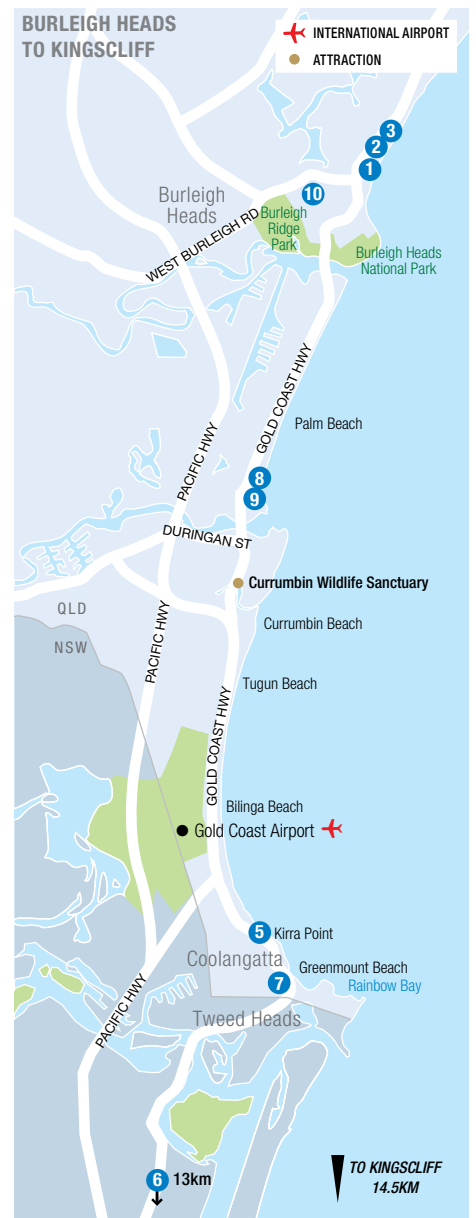 BURLEIGH HEADS
TO KINGSCLIFF
INTERNATIONAL AIRPORT
ATTRACTION
3
2
1
10
Burleigh
Heads
Burleigh
Ridge
Park
WEST BURLEIGH RD
Burleigh Heads
National Park
GOLD COAST HWY
PACIFIC HWY
Palm Beach
8
9
DURINGAN ST
Currumbin Wildlife Sanctuary
QLD
NSW
Currumbin Beach
PACIFIC HWY
Tugun Beach
GOLD COAST HWY
Bilinga Beach
Gold Coast Airport
5
Kirra Point
Coolangatta
Greenmount Beach
7
Rainbow Bay
Tweed Heads
PACIFIC HWY
6
13km
TO KINGSCLIFF
14.5KM